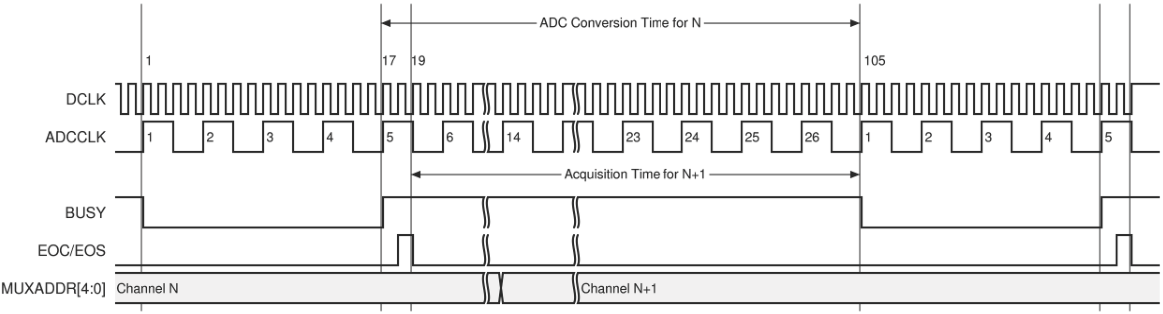 ADC Conversion Time for N
1 17 19 105
DCLK
ADCCLK 1 2 3 4 5 6 14 23 24 25 26 1 2 3 4 5
Acquisition Time for N+1
BUSY
EOC/EOS
MUXADDR[4:0] Channel N Channel N+1